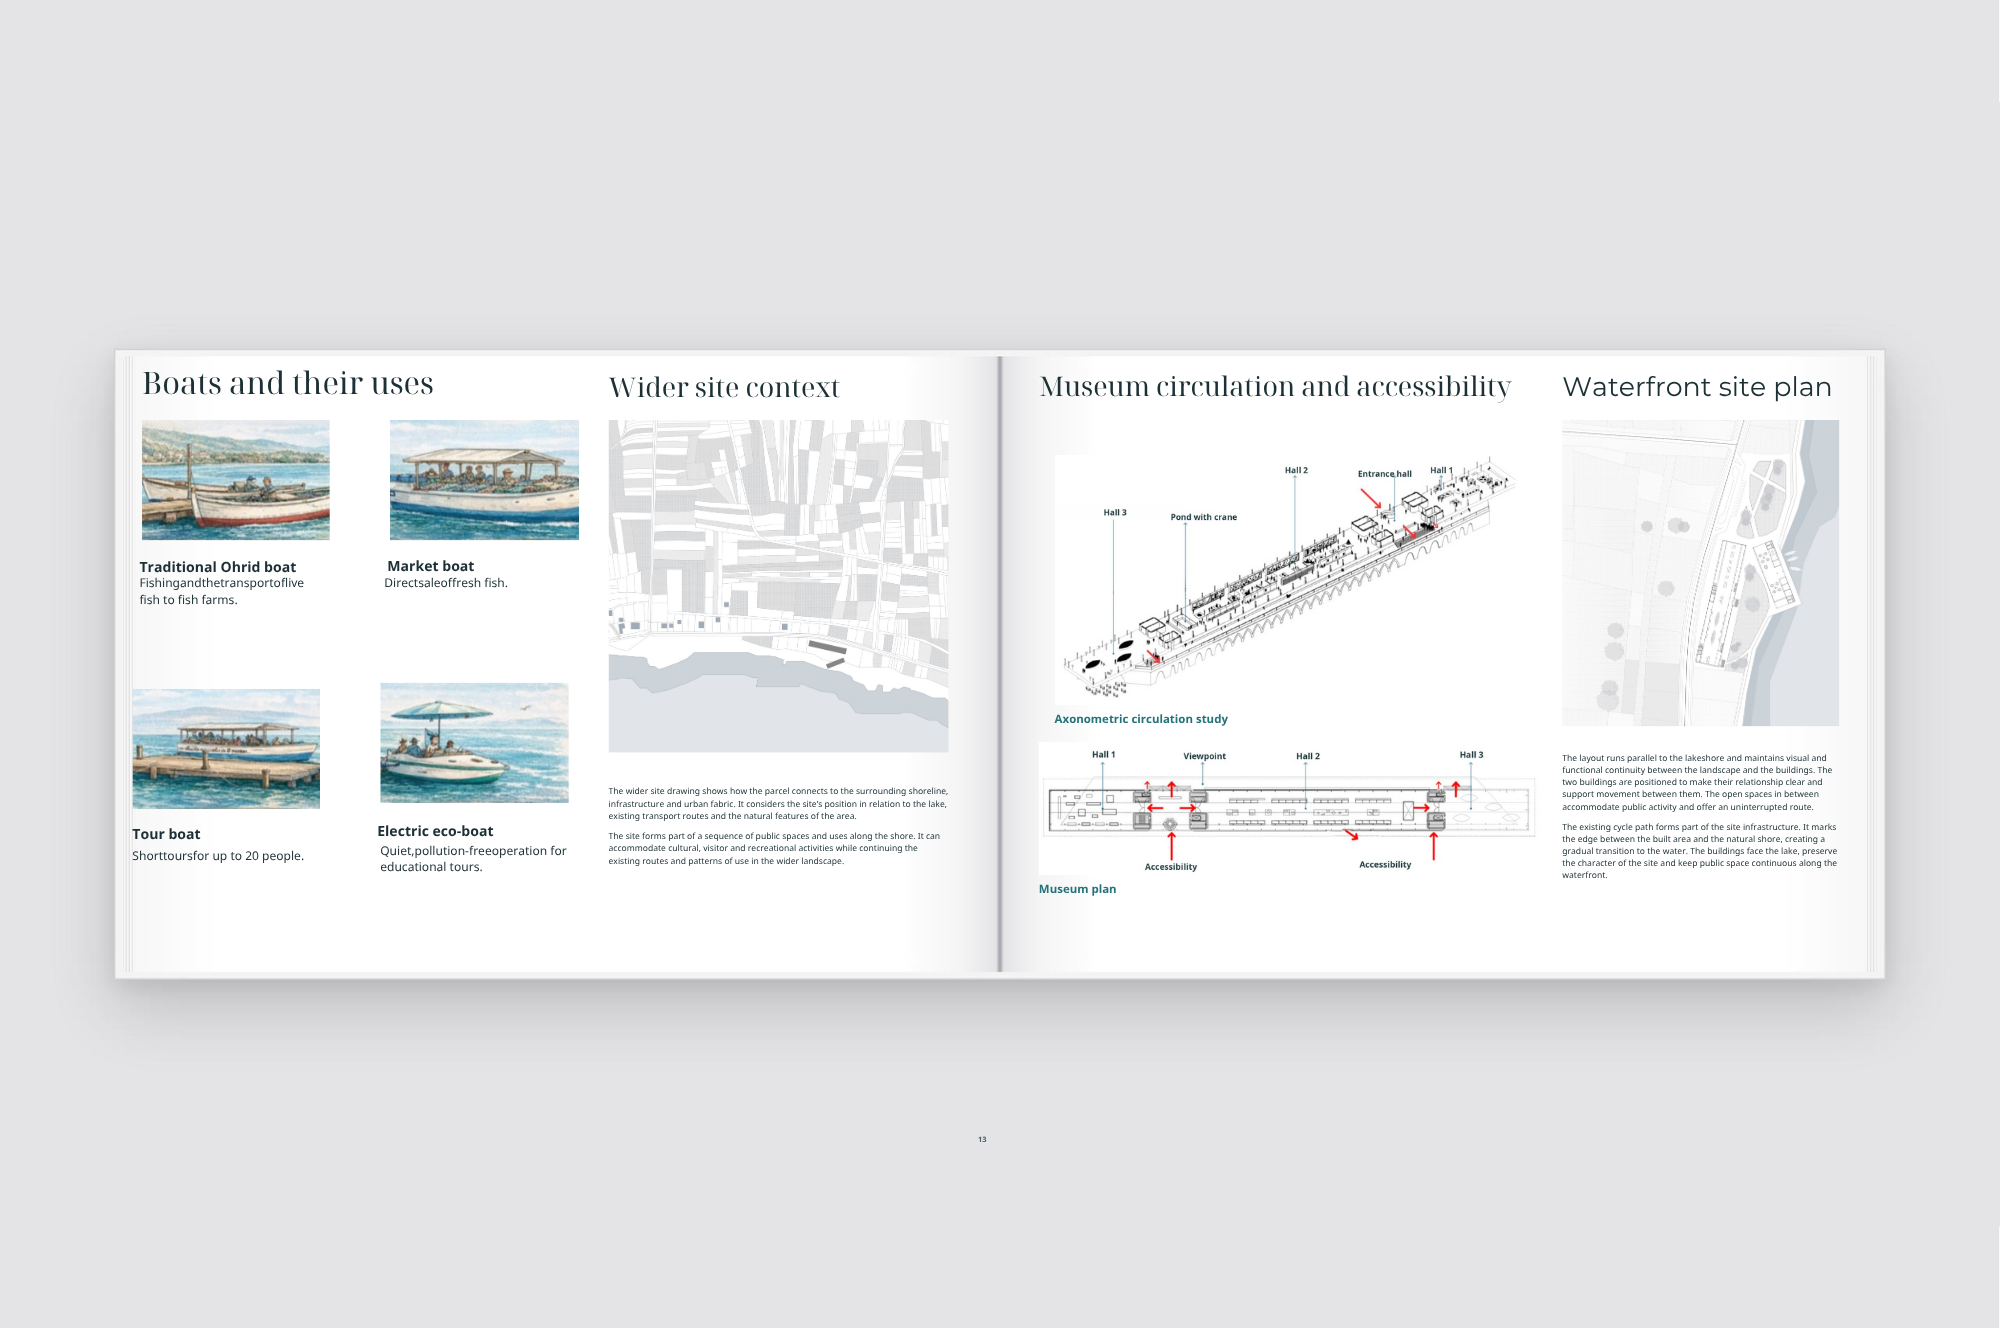 Boats and their uses
Traditional Ohrid boat
Fishingandthetransportoflive
fish to fish farms.
Market boat
Directsaleoffresh fish.
Tour boat
Shorttoursfor up to 20 people.
Electric eco-boat
Quiet,pollution-freeoperation for
educational tours.
Wider site context
The wider site drawing shows how the parcel connects to the surrounding shoreline,
infrastructure and urban fabric. It considers the site's position in relation to the lake,
existing transport routes and the natural features of the area.
The site forms part of a sequence of public spaces and uses along the shore. It can
accommodate cultural, visitor and recreational activities while continuing the
existing routes and patterns of use in the wider landscape.
Museum circulation and accessibility
Hall 2
Entrance hall
Hall 1
Hall 3
Pond with crane
Axonometric circulation study
Hall 1
Viewpoint
Hall 2
Hall 3
Accessibility
Accessibility
Museum plan
Waterfront site plan
The layout runs parallel to the lakeshore and maintains visual and
functional continuity between the landscape and the buildings. The
two buildings are positioned to make their relationship clear and
support movement between them. The open spaces in between
accommodate public activity and offer an uninterrupted route.
The existing cycle path forms part of the site infrastructure. It marks
the edge between the built area and the natural shore, creating a
gradual transition to the water. The buildings face the lake, preserve
the character of the site and keep public space continuous along the
waterfront.
13